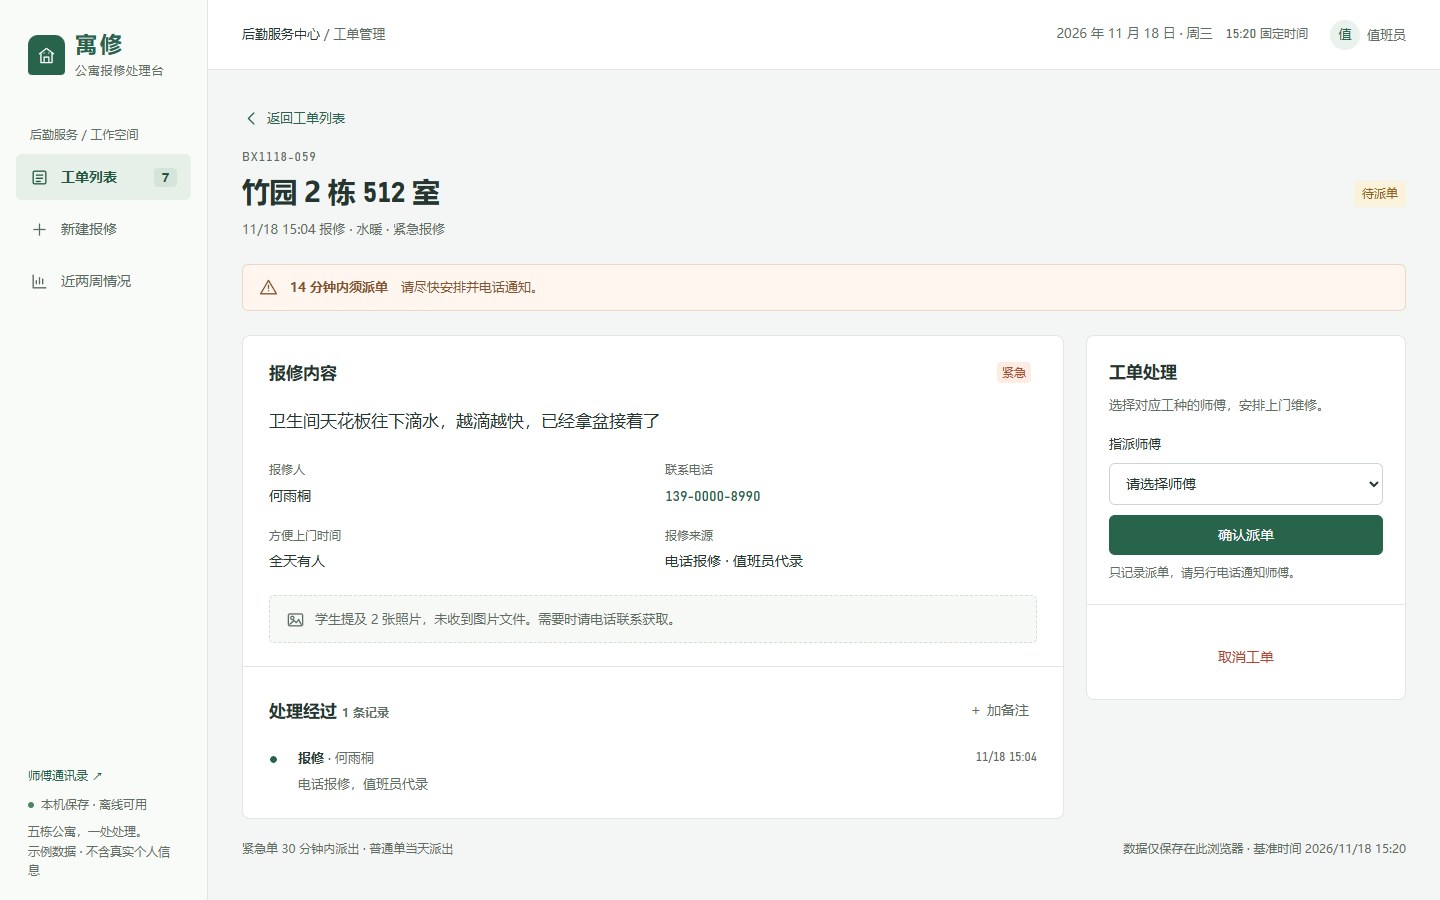 寓修
公寓报修处理台
后勤服务 / 工作空间
工单列表 7
新建报修
近两周情况
师傅通讯录 ↗
本机保存 · 离线可用
五栋公寓，一处处理。
示例数据 · 不含真实个人信
息
后勤服务中心 / 工单管理
2026 年 11 月 18 日 · 周三 15:20 固定时间 值 值班员
返回工单列表
BX1118-059
竹园 2 栋 512 室
待派单
11/18 15:04 报修 · 水暖 · 紧急报修
14 分钟内须派单 请尽快安排并电话通知。
报修内容 紧急
卫生间天花板往下滴水，越滴越快，已经拿盆接着了
报修人 联系电话
何雨桐 139-0000-8990
方便上门时间 报修来源
全天有人 电话报修 · 值班员代录
学生提及 2 张照片，未收到图片文件。需要时请电话联系获取。
处理经过 1 条记录 + 加备注
报修 · 何雨桐 11/18 15:04
电话报修，值班员代录
工单处理
选择对应工种的师傅，安排上门维修。
指派师傅
请选择师傅
确认派单
只记录派单，请另行电话通知师傅。
取消工单
紧急单 30 分钟内派出 · 普通单当天派出
数据仅保存在此浏览器 · 基准时间 2026/11/18 15:20